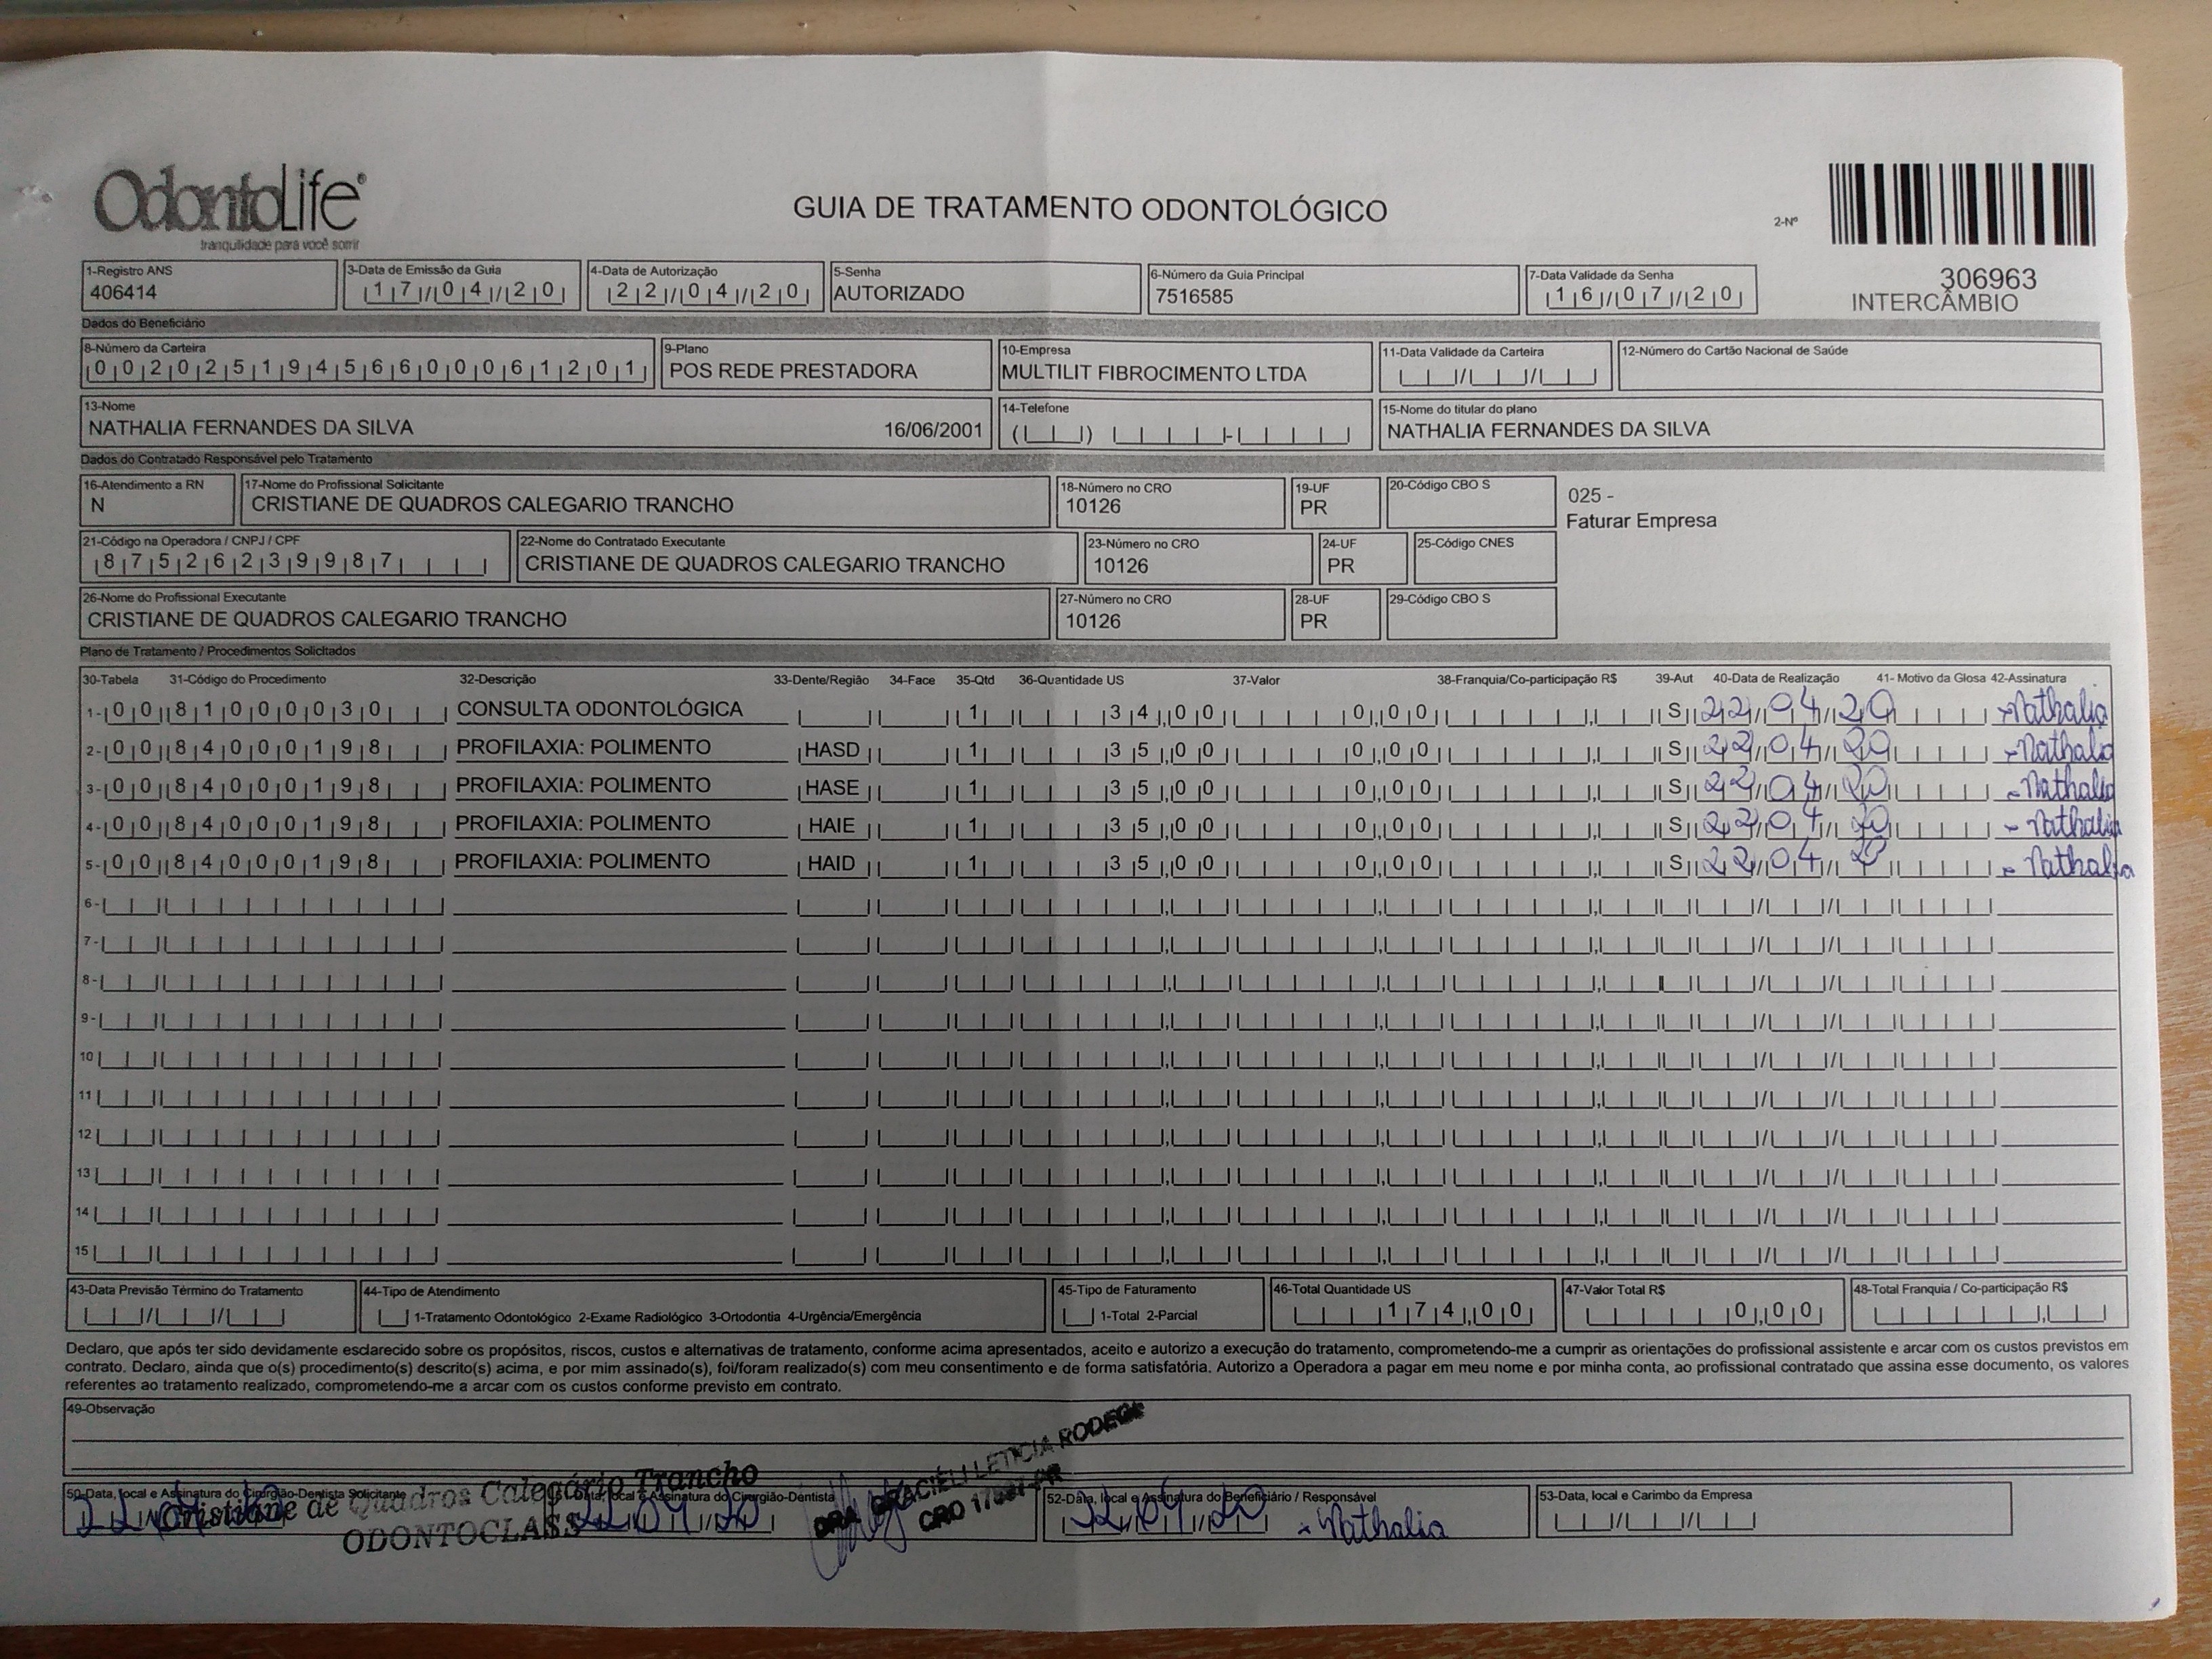 OdontoLife®
tranquilidade para você sorrir
GUIA DE TRATAMENTO ODONTOLÓGICO
2-Nº
306963
INTERCÂMBIO
1-Registro ANS
406414
3-Data de Emissão da Guia
17/04/20
4-Data de Autorização
22/04/20
5-Senha
AUTORIZADO
6-Número da Guia Principal
7516585
7-Data Validade da Senha
16/07/20
Dados do Beneficiário
8-Número da Carteira
00202519456600061201
9-Plano
POS REDE PRESTADORA
10-Empresa
MULTILIT FIBROCIMENTO LTDA
11-Data Validade da Carteira
12-Número do Cartão Nacional de Saúde
13-Nome
NATHALIA FERNANDES DA SILVA 16/06/2001
14-Telefone
15-Nome do titular do plano
NATHALIA FERNANDES DA SILVA
Dados do Contratado Responsável pelo Tratamento
16-Atendimento a RN
N
17-Nome do Profissional Solicitante
CRISTIANE DE QUADROS CALEGARIO TRANCHO
18-Número no CRO
10126
19-UF
PR
20-Código CBO S
025 -
Faturar Empresa
21-Código na Operadora / CNPJ / CPF
87526239987
22-Nome do Contratado Executante
CRISTIANE DE QUADROS CALEGARIO TRANCHO
23-Número no CRO
10126
24-UF
PR
25-Código CNES
26-Nome do Profissional Executante
CRISTIANE DE QUADROS CALEGARIO TRANCHO
27-Número no CRO
10126
28-UF
PR
29-Código CBO S
Plano de Tratamento / Procedimentos Solicitados
30-Tabela 31-Código do Procedimento 32-Descrição 33-Dente/Região 34-Face 35-Qtd 36-Quantidade US 37-Valor 38-Franquia/Co-participação R$ 39-Aut 40-Data de Realização 41- Motivo da Glosa 42-Assinatura
1- 00 81000030 CONSULTA ODONTOLÓGICA 1 34,00 0,00 S 22/04/20 Nathalia
2- 00 84000198 PROFILAXIA: POLIMENTO HASD 1 35,00 0,00 S 22/04/20 Nathalia
3- 00 84000198 PROFILAXIA: POLIMENTO HASE 1 35,00 0,00 S 22/04/20 Nathalia
4- 00 84000198 PROFILAXIA: POLIMENTO HAIE 1 35,00 0,00 S 22/04/20 Nathalia
5- 00 84000198 PROFILAXIA: POLIMENTO HAID 1 35,00 0,00 S 22/04/20 Nathalia
6-
7-
8-
9-
10
11
12
13
14
15
43-Data Previsão Término do Tratamento
44-Tipo de Atendimento
1-Tratamento Odontológico 2-Exame Radiológico 3-Ortodontia 4-Urgência/Emergência
45-Tipo de Faturamento
1-Total 2-Parcial
46-Total Quantidade US
174,00
47-Valor Total R$
0,00
48-Total Franquia / Co-participação R$
Declaro, que após ter sido devidamente esclarecido sobre os propósitos, riscos, custos e alternativas de tratamento, conforme acima apresentados, aceito e autorizo a execução do tratamento, comprometendo-me a cumprir as orientações do profissional assistente e arcar com os custos previstos em
contrato. Declaro, ainda que o(s) procedimento(s) descrito(s) acima, e por mim assinado(s), foi/foram realizado(s) com meu consentimento e de forma satisfatória. Autorizo a Operadora a pagar em meu nome e por minha conta, ao profissional contratado que assina esse documento, os valores
referentes ao tratamento realizado, comprometendo-me a arcar com os custos conforme previsto em contrato.
49-Observação
50-Data, local e Assinatura do Cirurgião-Dentista Solicitante
Cristiane de Quadros Calegário Trancho
ODONTOCLASS
Data, local e Assinatura do Cirurgião-Dentista
22/04/20
DRA GRACIÉLI LETICIA
CRO
52-Data, local e Assinatura do Beneficiário / Responsável
22/04/20 Nathalia
53-Data, local e Carimbo da Empresa